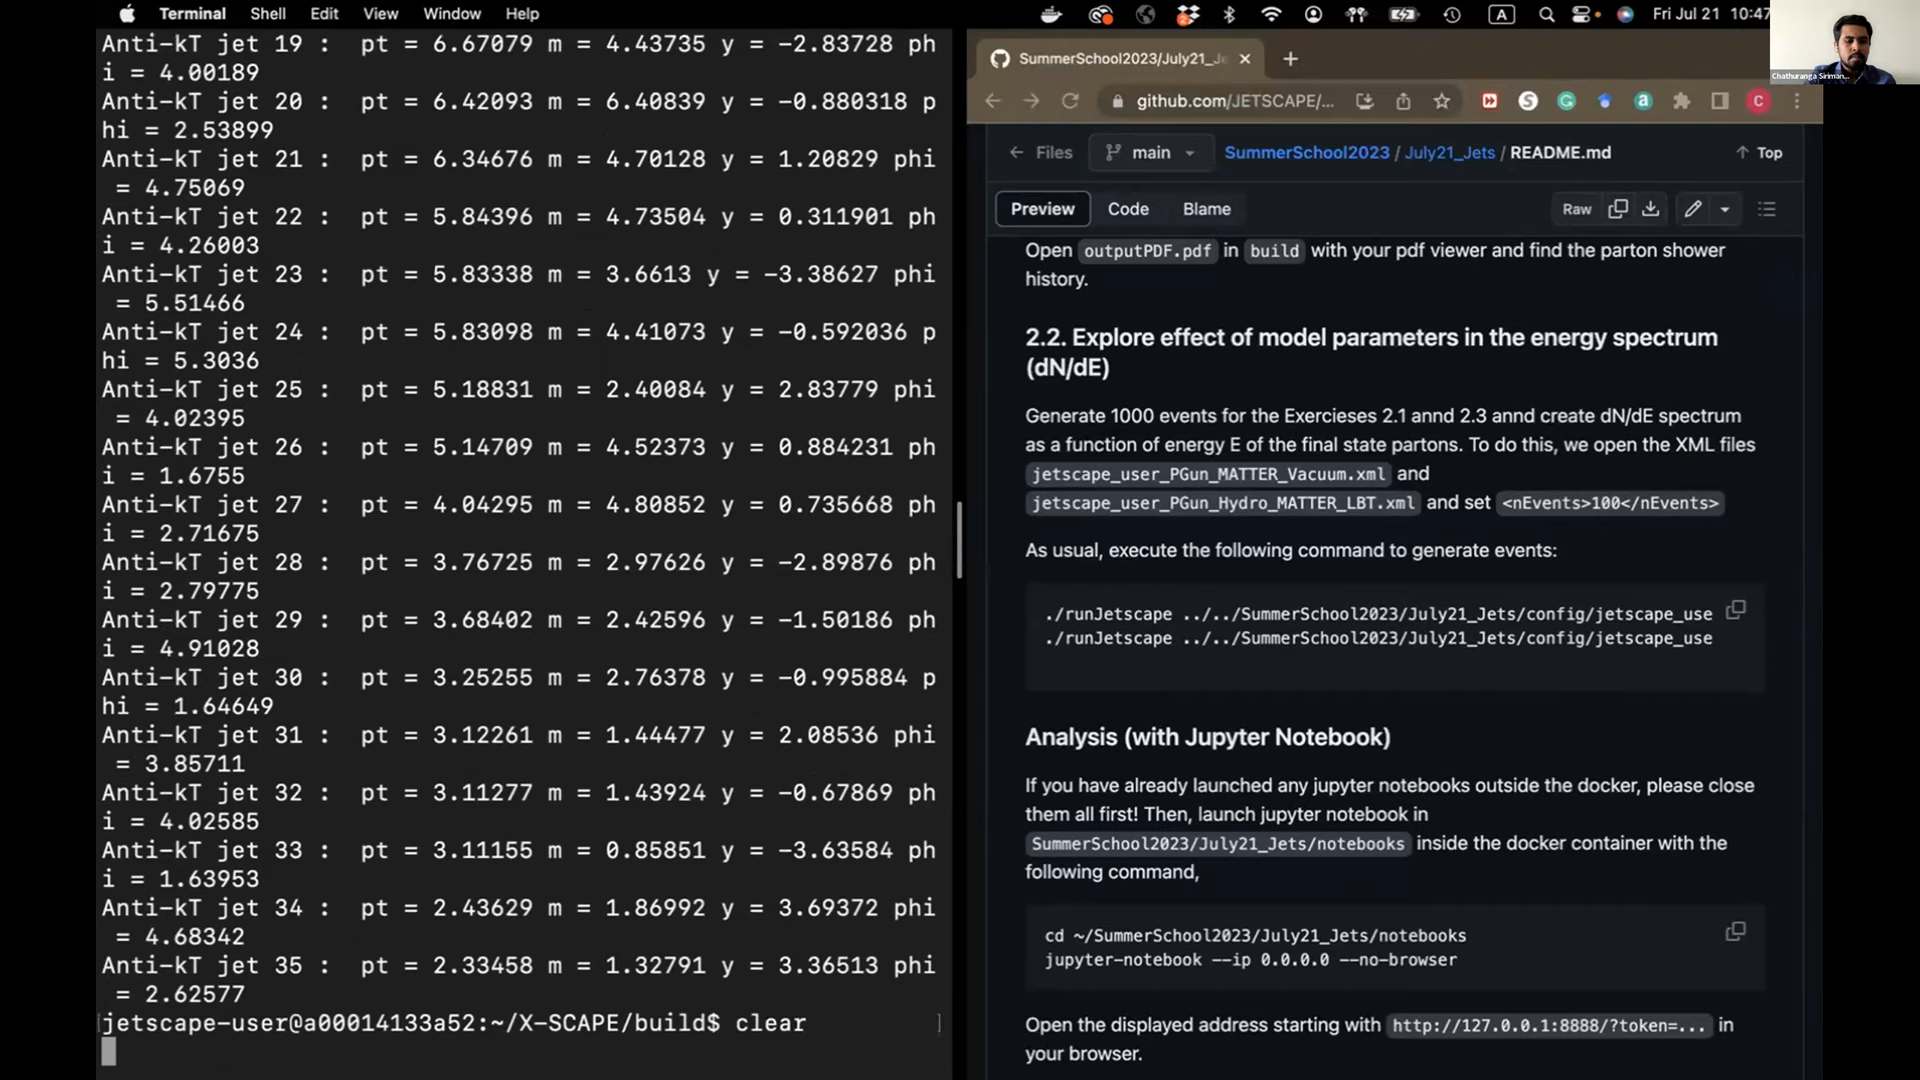 Terminal Shell Edit View Window Help
A Fri Jul 21 10:47
Chathuranga Siriman...
Anti-kT jet 19 :  pt = 6.67079 m = 4.43735 y = -2.83728 ph
i = 4.00189
Anti-kT jet 20 :  pt = 6.42093 m = 6.40839 y = -0.880318 p
hi = 2.53899
Anti-kT jet 21 :  pt = 6.34676 m = 4.70128 y = 1.20829 phi
 = 4.75069
Anti-kT jet 22 :  pt = 5.84396 m = 4.73504 y = 0.311901 ph
i = 4.26003
Anti-kT jet 23 :  pt = 5.83338 m = 3.6613 y = -3.38627 phi
 = 5.51466
Anti-kT jet 24 :  pt = 5.83098 m = 4.41073 y = -0.592036 p
hi = 5.3036
Anti-kT jet 25 :  pt = 5.18831 m = 2.40084 y = 2.83779 phi
 = 4.02395
Anti-kT jet 26 :  pt = 5.14709 m = 4.52373 y = 0.884231 ph
i = 1.6755
Anti-kT jet 27 :  pt = 4.04295 m = 4.80852 y = 0.735668 ph
i = 2.71675
Anti-kT jet 28 :  pt = 3.76725 m = 2.97626 y = -2.89876 ph
i = 2.79775
Anti-kT jet 29 :  pt = 3.68402 m = 2.42596 y = -1.50186 ph
i = 4.91028
Anti-kT jet 30 :  pt = 3.25255 m = 2.76378 y = -0.995884 p
hi = 1.64649
Anti-kT jet 31 :  pt = 3.12261 m = 1.44477 y = 2.08536 phi
 = 3.85711
Anti-kT jet 32 :  pt = 3.11277 m = 1.43924 y = -0.67869 ph
i = 4.02585
Anti-kT jet 33 :  pt = 3.11155 m = 0.85851 y = -3.63584 ph
i = 1.63953
Anti-kT jet 34 :  pt = 2.43629 m = 1.86992 y = 3.69372 phi
 = 4.68342
Anti-kT jet 35 :  pt = 2.33458 m = 1.32791 y = 3.36513 phi
 = 2.62577
jetscape-user@a00014133a52:~/X-SCAPE/build$ clear
SummerSchool2023/July21_Je
github.com/JETSCAPE/...
Files main SummerSchool2023 / July21_Jets / README.md Top
Preview Code Blame Raw
Open outputPDF.pdf in build with your pdf viewer and find the parton shower
history.
2.2. Explore effect of model parameters in the energy spectrum
(dN/dE)
Generate 1000 events for the Exercieses 2.1 annd 2.3 annd create dN/dE spectrum
as a function of energy E of the final state partons. To do this, we open the XML files
jetscape_user_PGun_MATTER_Vacuum.xml and
jetscape_user_PGun_Hydro_MATTER_LBT.xml and set <nEvents>100</nEvents>
As usual, execute the following command to generate events:
./runJetscape ../../SummerSchool2023/July21_Jets/config/jetscape_use
./runJetscape ../../SummerSchool2023/July21_Jets/config/jetscape_use
Analysis (with Jupyter Notebook)
If you have already launched any jupyter notebooks outside the docker, please close
them all first! Then, launch jupyter notebook in
SummerSchool2023/July21_Jets/notebooks inside the docker container with the
following command,
cd ~/SummerSchool2023/July21_Jets/notebooks
jupyter-notebook --ip 0.0.0.0 --no-browser
Open the displayed address starting with http://127.0.0.1:8888/?token=... in
your browser.